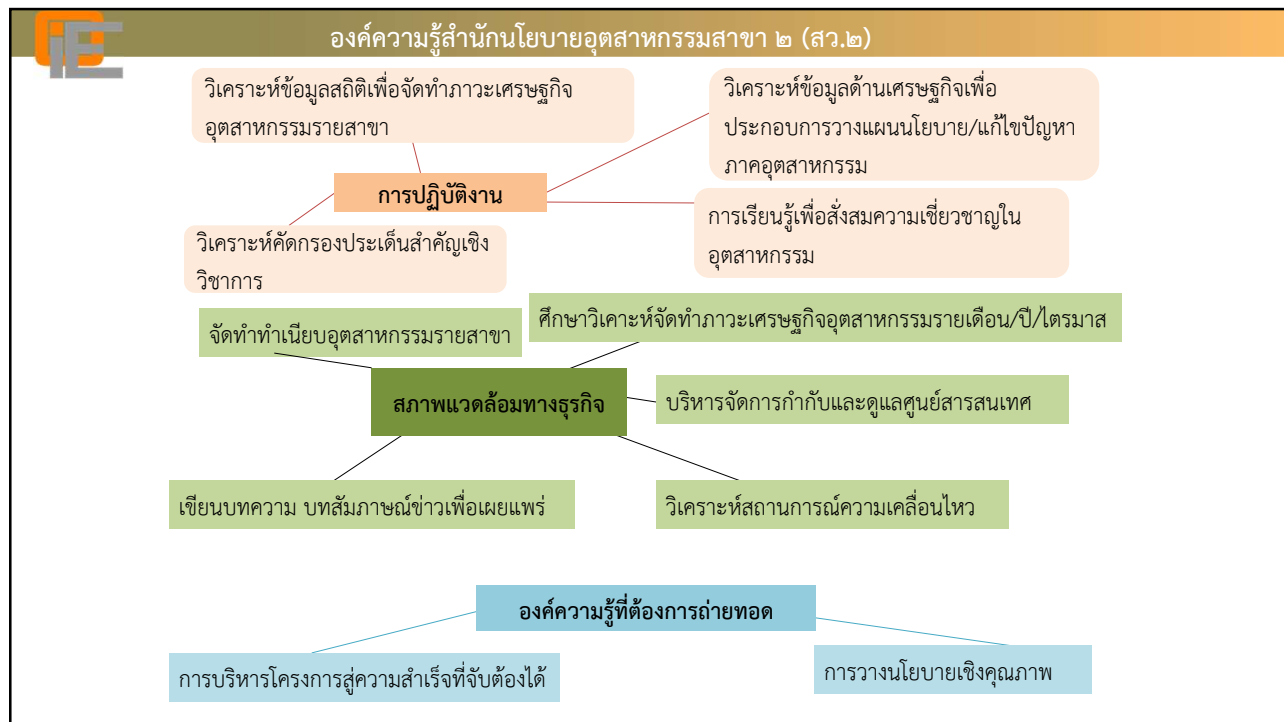 องค์ความรู้สำนักนโยบายอุตสาหกรรมสาขา ๒ (สว.๒)
วิเคราะห์ข้อมูลสถิติเพื่อจัดทำภาวะเศรษฐกิจ
อุตสาหกรรมรายสาขา
วิเคราะห์ข้อมูลด้านเศรษฐกิจเพื่อ
ประกอบการวางแผนนโยบาย/แก้ไขปัญหา
ภาคอุตสาหกรรม
การปฏิบัติงาน
การเรียนรู้เพื่อสั่งสมความเชี่ยวชาญใน
อุตสาหกรรม
วิเคราะห์คัดกรองประเด็นสำคัญเชิง
วิชาการ
จัดทำทำเนียบอุตสาหกรรมรายสาขา
ศึกษาวิเคาะห์จัดทำภาวะเศรษฐกิจอุตสาหกรรมรายเดือน/ปี/ไตรมาส
สภาพแวดล้อมทางธุรกิจ
บริหารจัดการกำกับและดูแลศูนย์สารสนเทศ
เขียนบทความ บทสัมภาษณ์ข่าวเพื่อเผยแพร่
วิเคราะห์สถานการณ์ความเคลื่อนไหว
องค์ความรู้ที่ต้องการถ่ายทอด
การบริหารโครงการสู่ความสำเร็จที่จับต้องได้
การวางนโยบายเชิงคุณภาพ